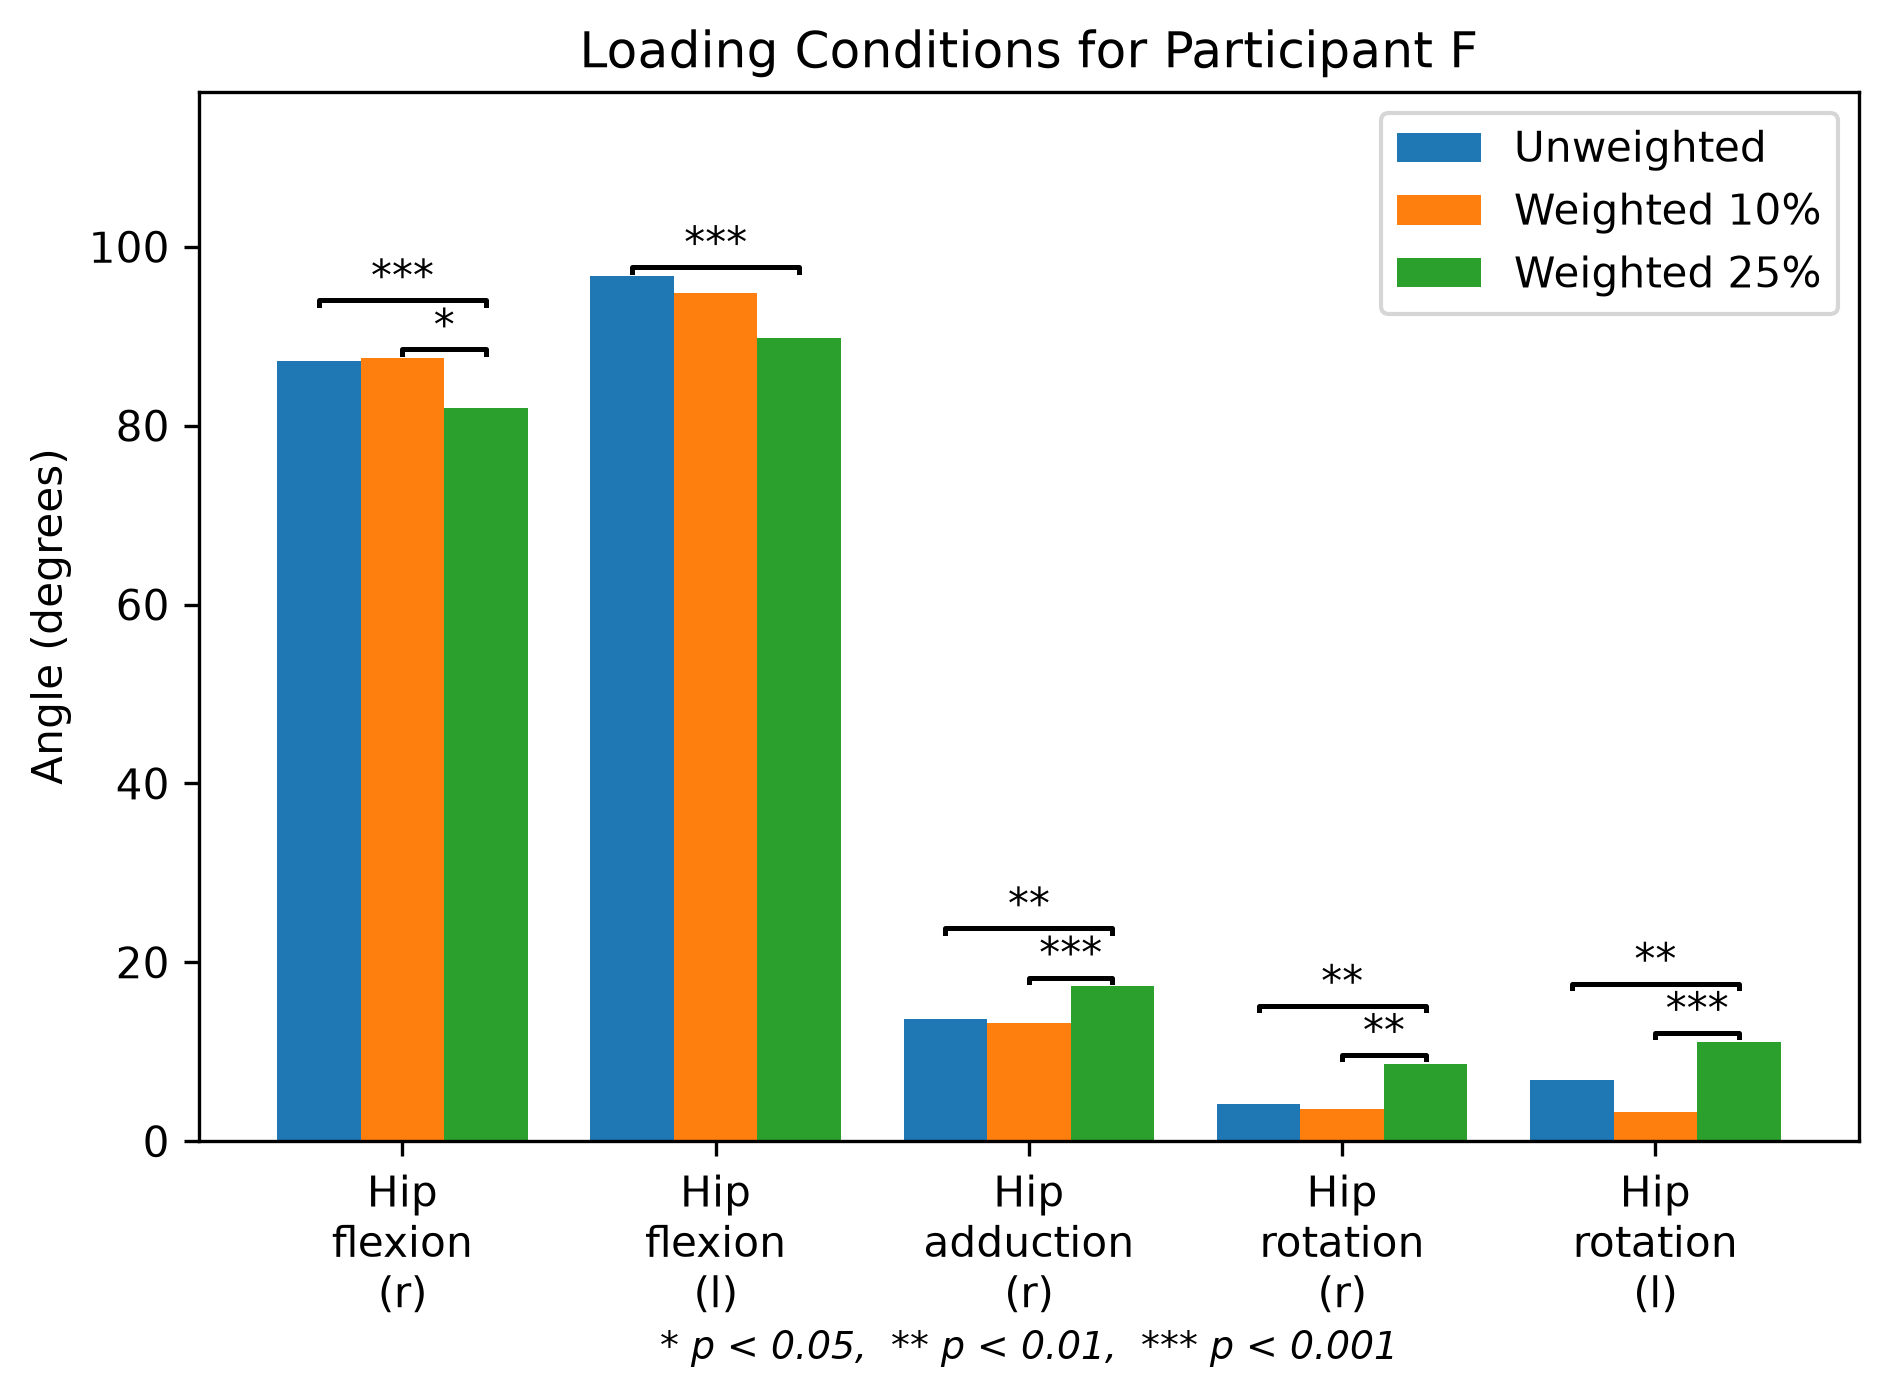 Loading Conditions for Participant F
Unweighted
Weighted 10%
Weighted 25%
Angle (degrees)
100
80
60
40
20
0
***
*
***
**
***
**
**
**
***
Hip
flexion
(r)
Hip
flexion
(l)
Hip
adduction
(r)
Hip
rotation
(r)
Hip
rotation
(l)
* p < 0.05,  ** p < 0.01,  *** p < 0.001